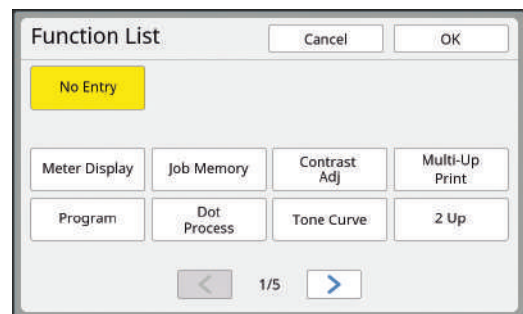 Function List
Cancel
OK
No Entry
Meter Display
Job Memory
Contrast
Adj
Multi-Up
Print
Program
Dot
Process
Tone Curve
2 Up
1/5